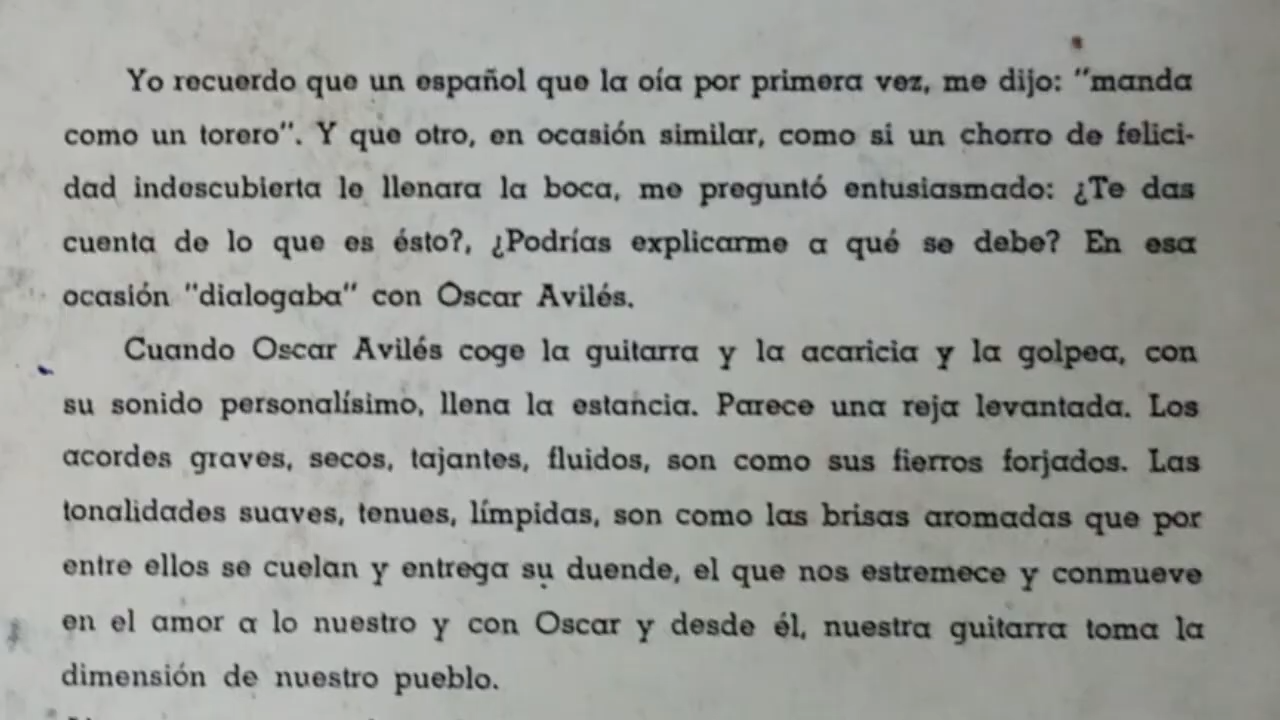 Yo recuerdo que un español que la oía por primera vez, me dijo: "manda
como un torero". Y que otro, en ocasión similar, como si un chorro de felici-
dad indescubierta le llenara la boca, me preguntó entusiasmado: ¿Te das
cuenta de lo que es ésto?, ¿Podrías explicarme a qué se debe? En esa
ocasión "dialogaba" con Oscar Avilés.
Cuando Oscar Avilés coge la guitarra y la acaricia y la golpea, con
su sonido personalísimo, llena la estancia. Parece una reja levantada. Los
acordes graves, secos, tajantes, fluidos, son como sus fierros forjados. Las
tonalidades suaves, tenues, límpidas, son como las brisas aromadas que por
entre ellos se cuelan y entrega su duende, el que nos estremece y conmueve
en el amor a lo nuestro y con Oscar y desde él, nuestra guitarra toma la
dimensión de nuestro pueblo.